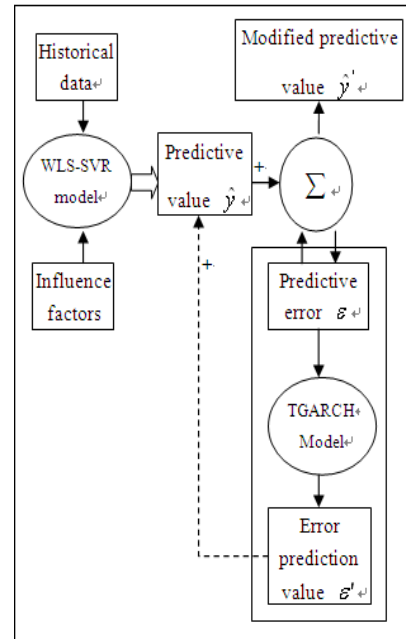 Historical
data↵
WLS-SVR
model↵
Influence
factors
Predictive
value ŷ ↵
+
Σ ↵
Modified predictive
value ŷ' ↵
+
Predictive
error ε ↵
TGARCH↵
Model↵
Error
prediction
value ε' ↵